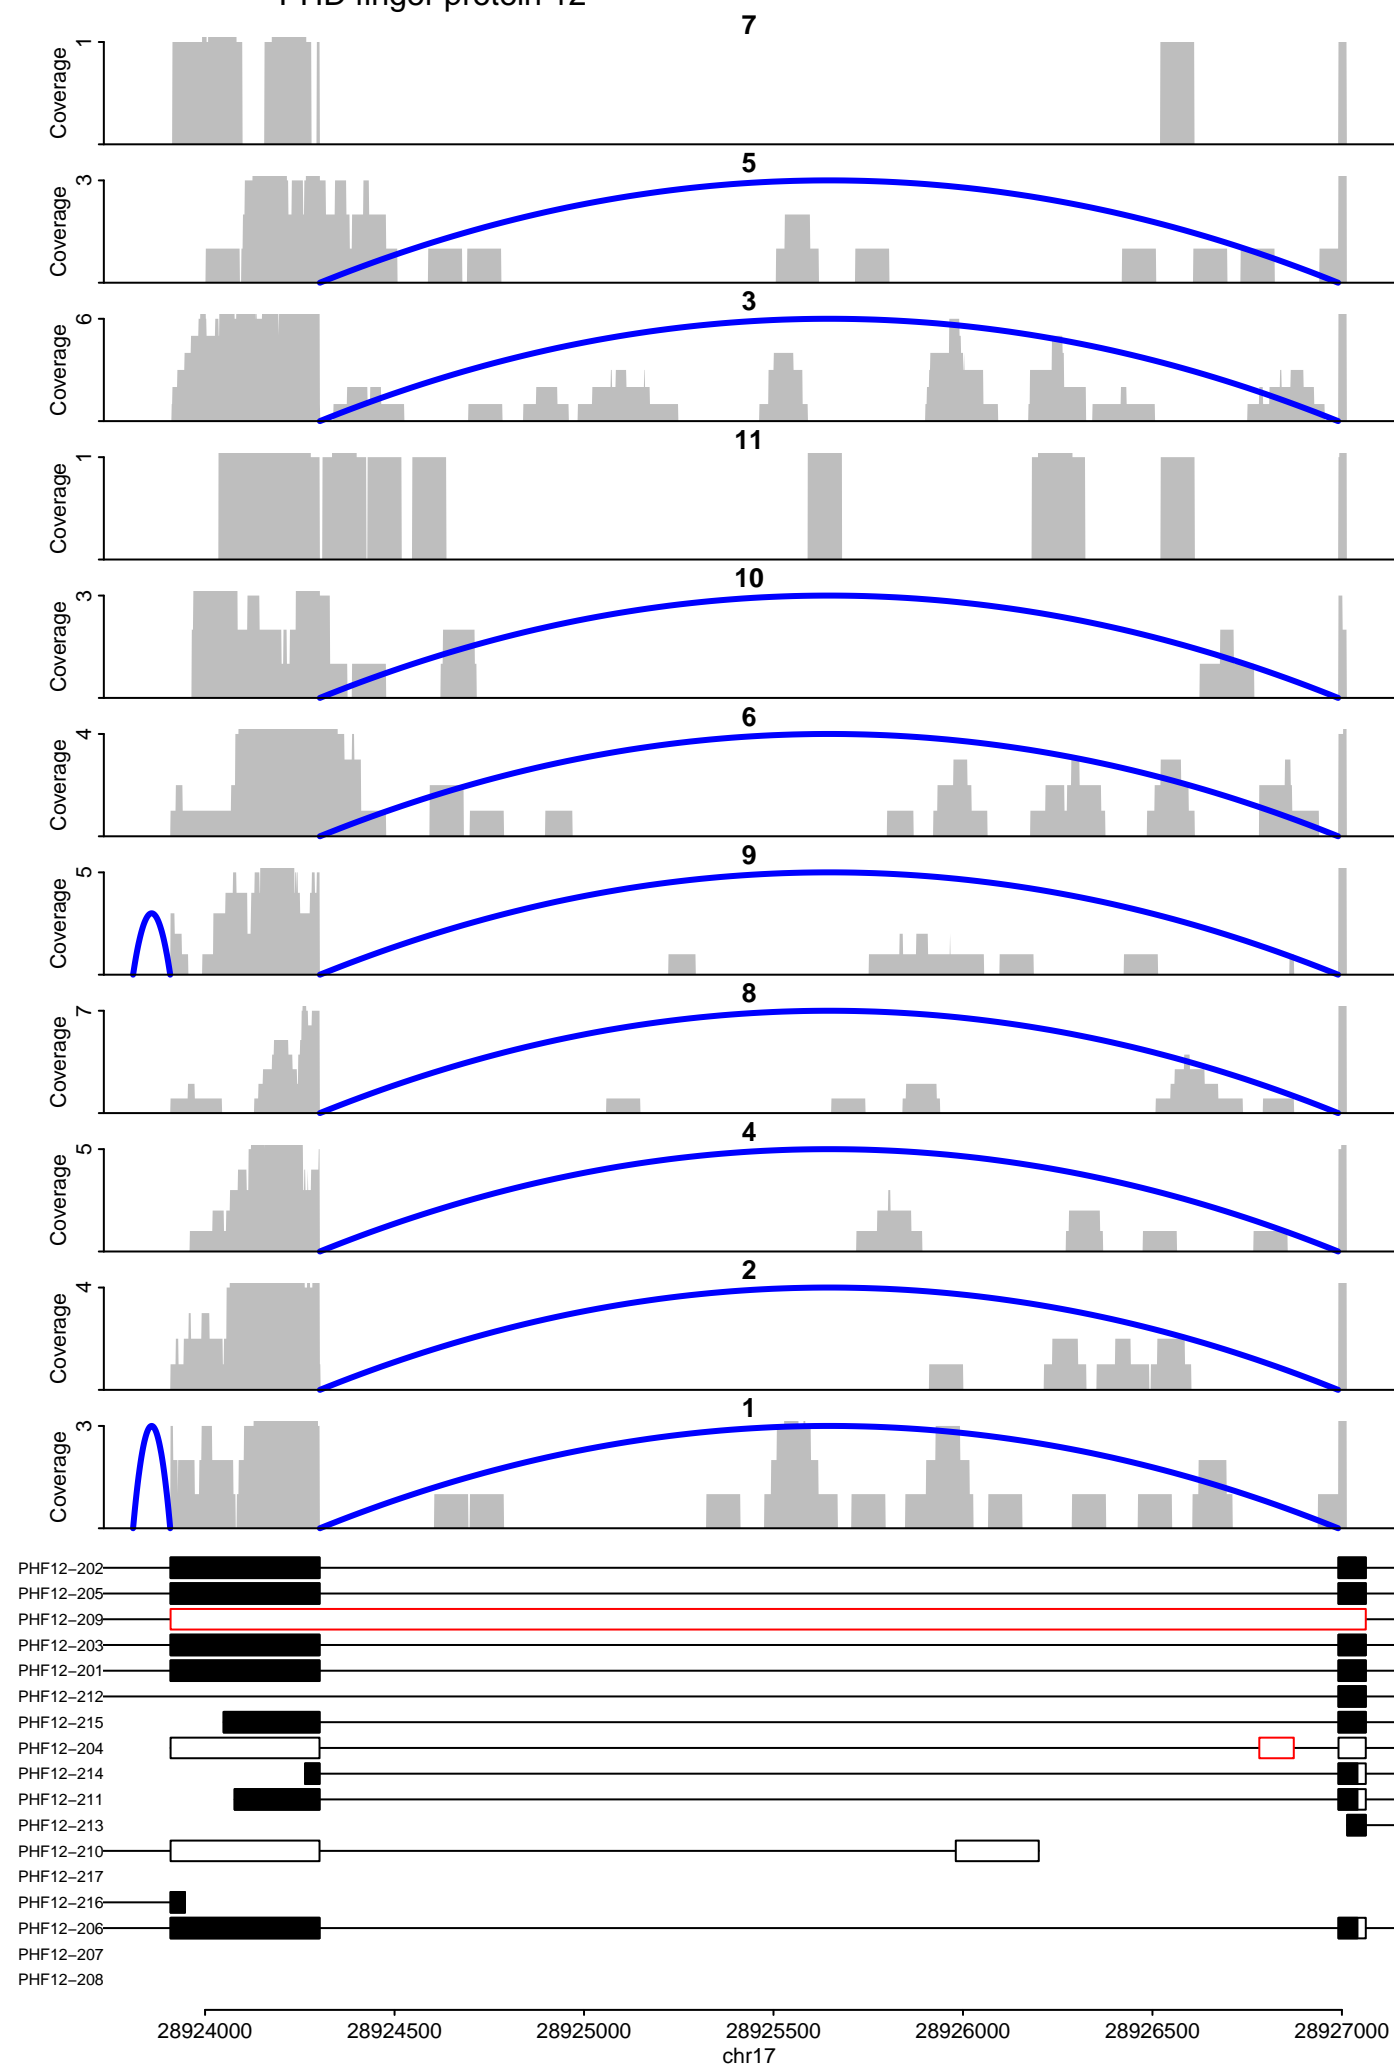 PHD finger protein 12
7
Coverage
1
5
Coverage
3
3
Coverage
6
11
Coverage
1
10
Coverage
3
6
Coverage
4
9
Coverage
5
8
Coverage
7
4
Coverage
5
2
Coverage
4
1
Coverage
3
PHF12−202
PHF12−205
PHF12−209
PHF12−203
PHF12−201
PHF12−212
PHF12−215
PHF12−204
PHF12−214
PHF12−211
PHF12−213
PHF12−210
PHF12−217
PHF12−216
PHF12−206
PHF12−207
PHF12−208
28924000 28924500 28925000 28925500 28926000 28926500 28927000
chr17